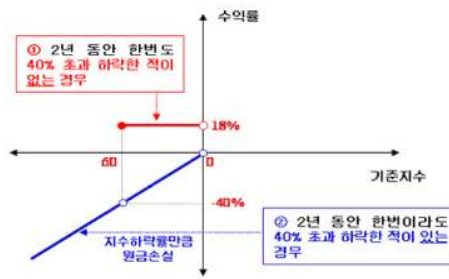 수익률
① 2년 동안 한번도
40% 초과 하락한 적이
없는 경우
18%
60
0
기준지수
-40%
지수하락률만큼
원금손실
② 2년 동안 한번이라도
40% 초과 하락한 적이 있는
경우